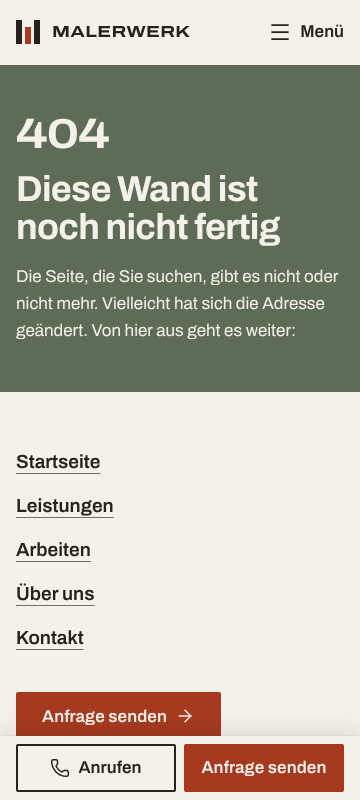 MALERWERK
Menü
404
Diese Wand ist
noch nicht fertig
Die Seite, die Sie suchen, gibt es nicht oder
nicht mehr. Vielleicht hat sich die Adresse
geändert. Von hier aus geht es weiter:
Startseite
Leistungen
Arbeiten
Über uns
Kontakt
Anfrage senden
Anrufen
Anfrage senden